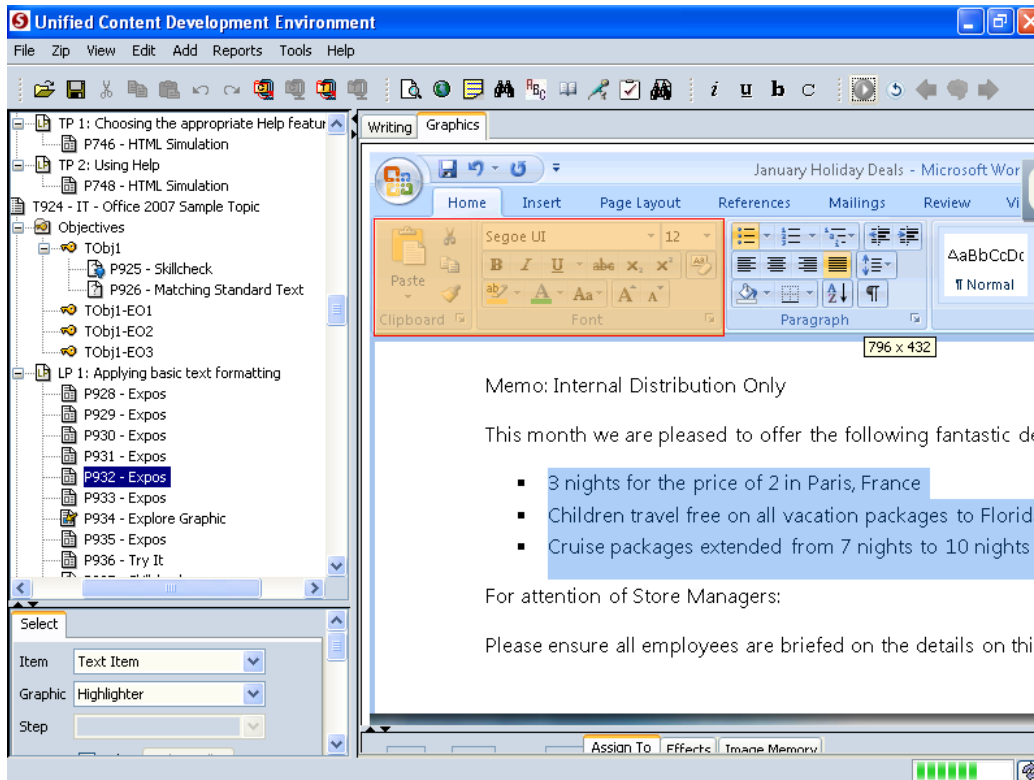 Unified Content Development Environment
File Zip View Edit Add Reports Tools Help
i u b c
TP 1: Choosing the appropriate Help featur
P746 - HTML Simulation
TP 2: Using Help
P748 - HTML Simulation
T924 - IT - Office 2007 Sample Topic
Objectives
TObj1
P925 - Skillcheck
P926 - Matching Standard Text
TObj1-EO1
TObj1-EO2
TObj1-EO3
LP 1: Applying basic text formatting
P928 - Expos
P929 - Expos
P930 - Expos
P931 - Expos
P932 - Expos
P933 - Expos
P934 - Explore Graphic
P935 - Expos
P936 - Try It
Select
Item Text Item
Graphic Highlighter
Step
Writing Graphics
January Holiday Deals - Microsoft Wor
Home Insert Page Layout References Mailings Review Vi
Segoe UI 12
Paste
B I U abc x₂ x²
ab A Aa A A
AaBbCcDc
¶ Normal
Clipboard Font Paragraph
796 x 432
Memo: Internal Distribution Only
This month we are pleased to offer the following fantastic de
▪ 3 nights for the price of 2 in Paris, France
▪ Children travel free on all vacation packages to Florid
▪ Cruise packages extended from 7 nights to 10 nights
For attention of Store Managers:
Please ensure all employees are briefed on the details on thi
Assign To Effects Image Memory